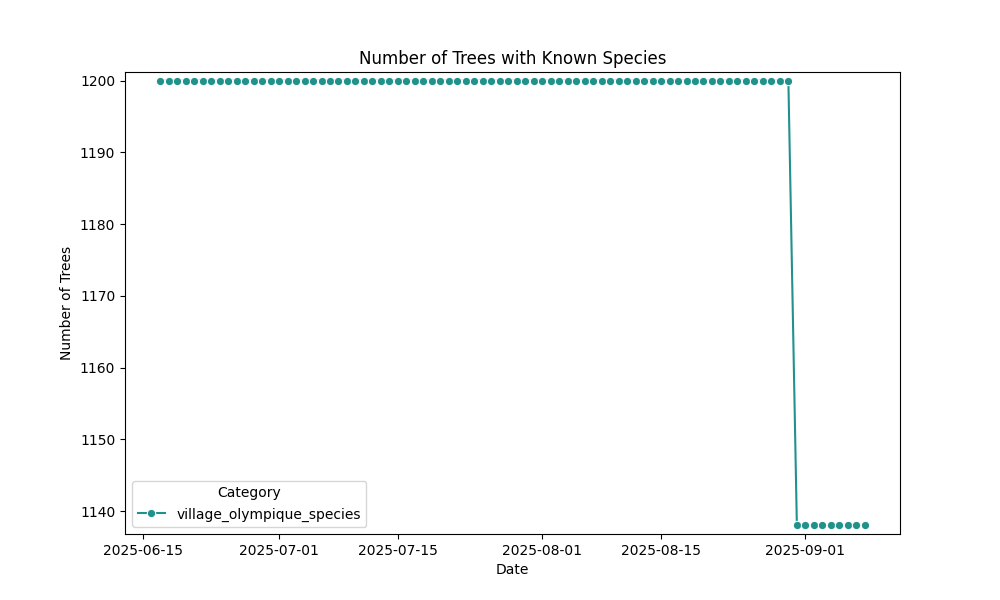 Number of Trees with Known Species
1200
1190
1180
1170
1160
1150
1140
Number of Trees
Category
village_olympique_species
2025-06-15
2025-07-01
2025-07-15
2025-08-01
2025-08-15
2025-09-01
Date